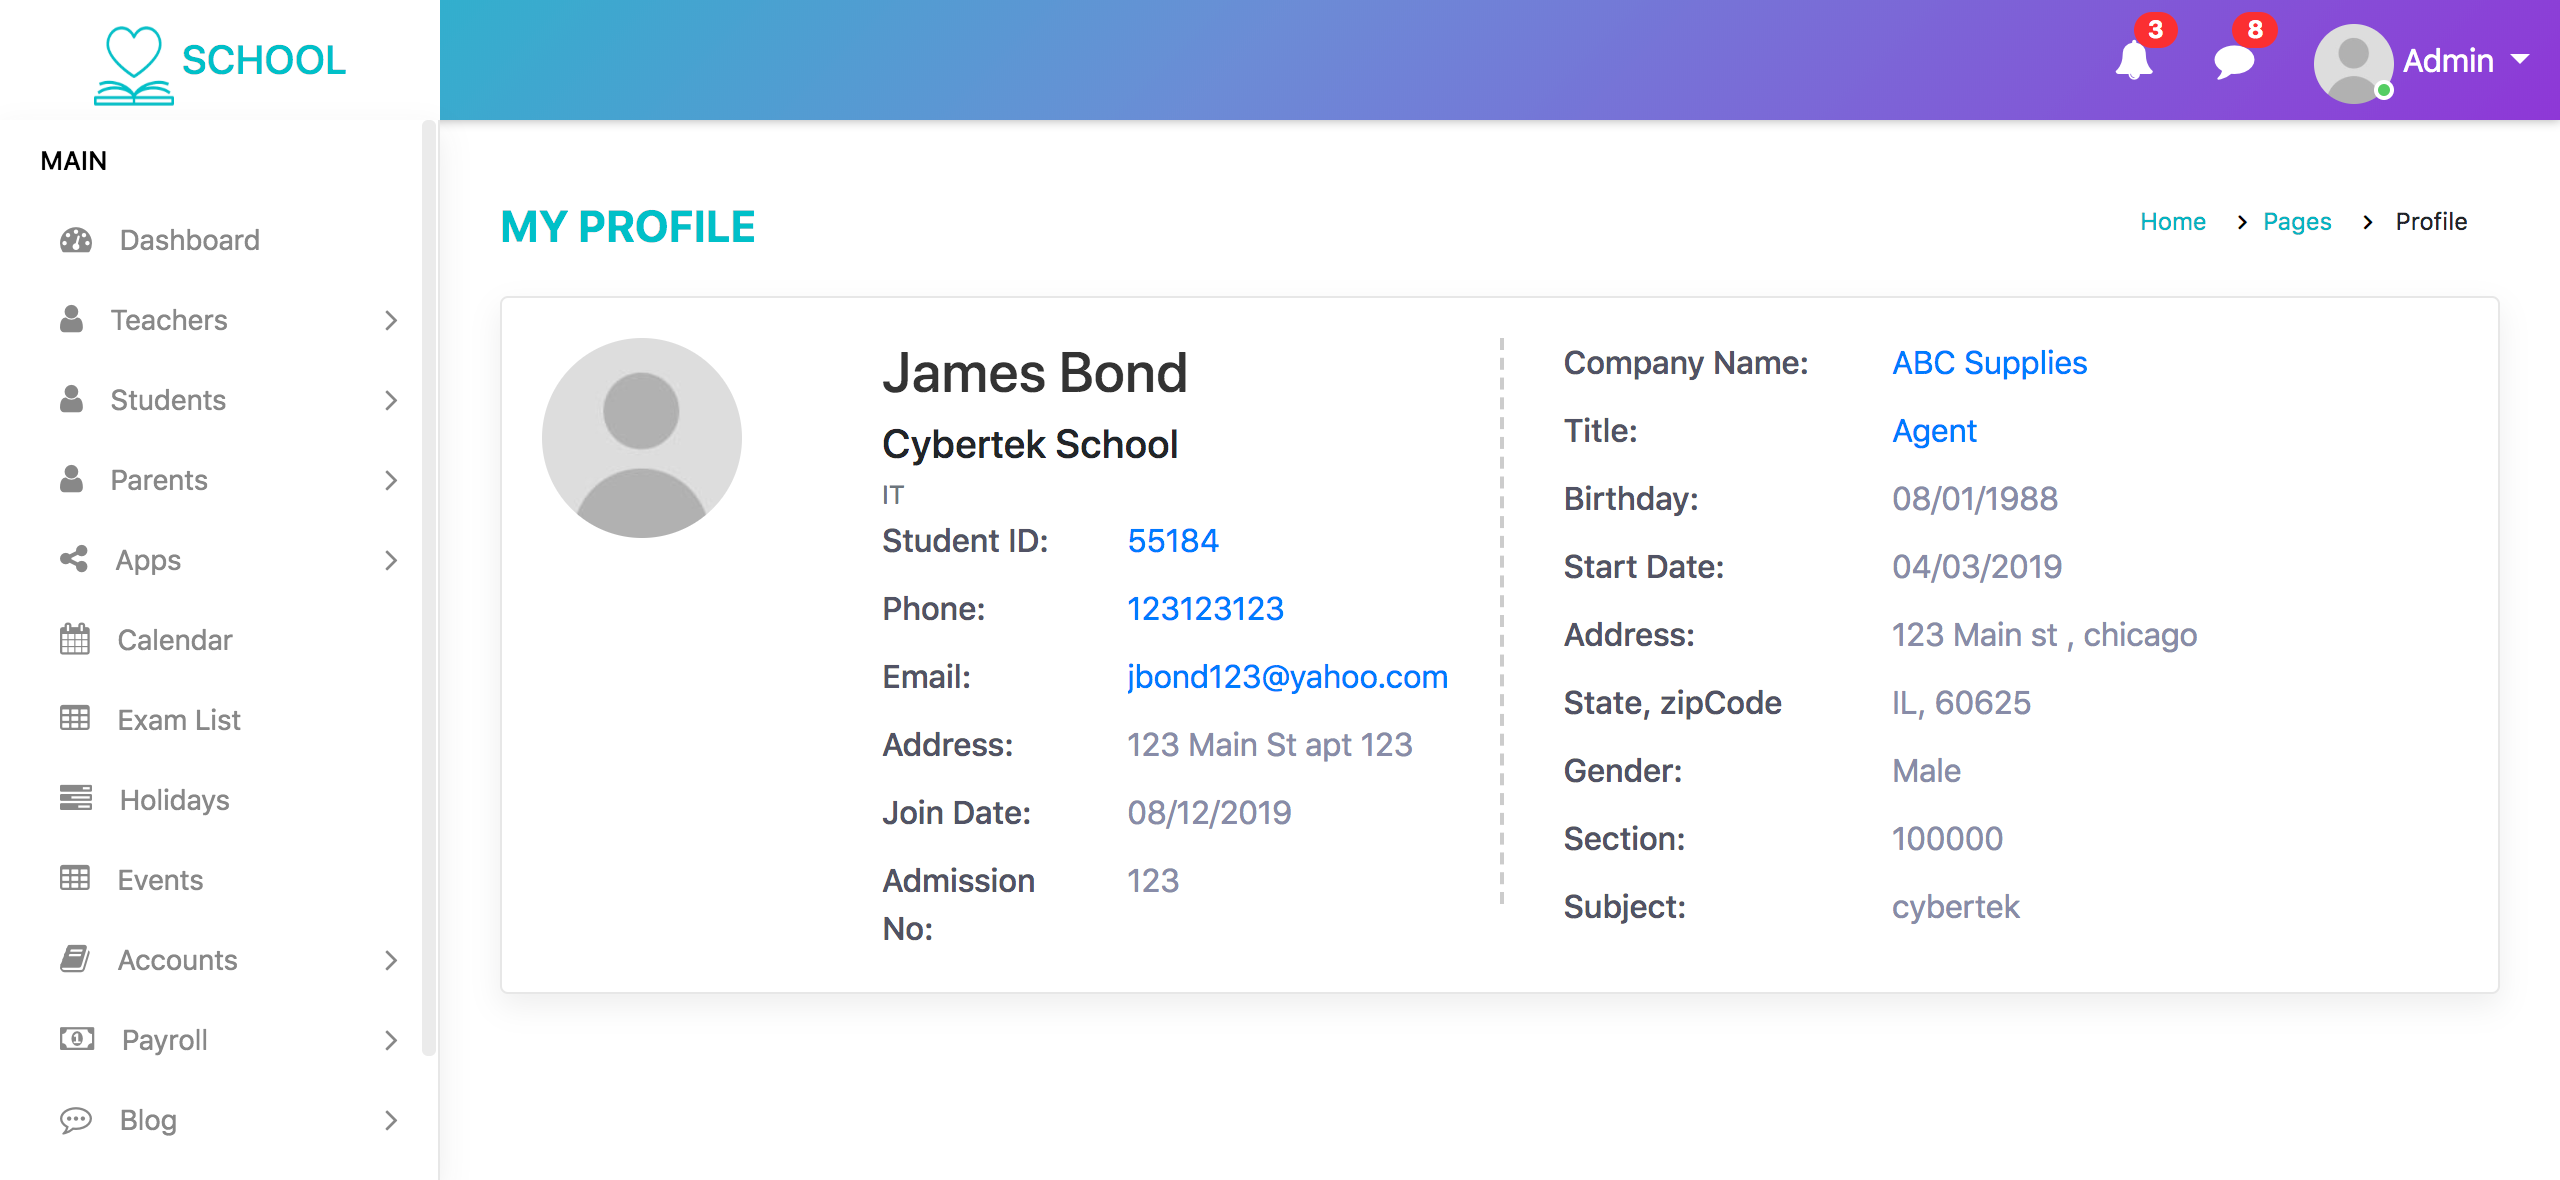 SCHOOL
3
8
Admin
MAIN
Dashboard
Teachers
Students
Parents
Apps
Calendar
Exam List
Holidays
Events
Accounts
Payroll
Blog
MY PROFILE
Home > Pages > Profile
James Bond
Cybertek School
IT
Student ID: 55184
Phone: 123123123
Email: jbond123@yahoo.com
Address: 123 Main St apt 123
Join Date: 08/12/2019
Admission 123
No:
Company Name: ABC Supplies
Title: Agent
Birthday: 08/01/1988
Start Date: 04/03/2019
Address: 123 Main st , chicago
State, zipCode IL, 60625
Gender: Male
Section: 100000
Subject: cybertek